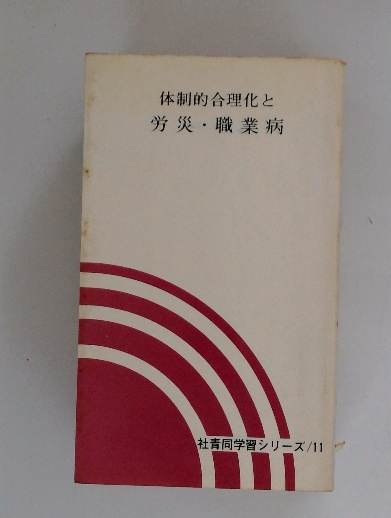 体制的合理化と
労災・職業病
社青同学習シリーズ/11